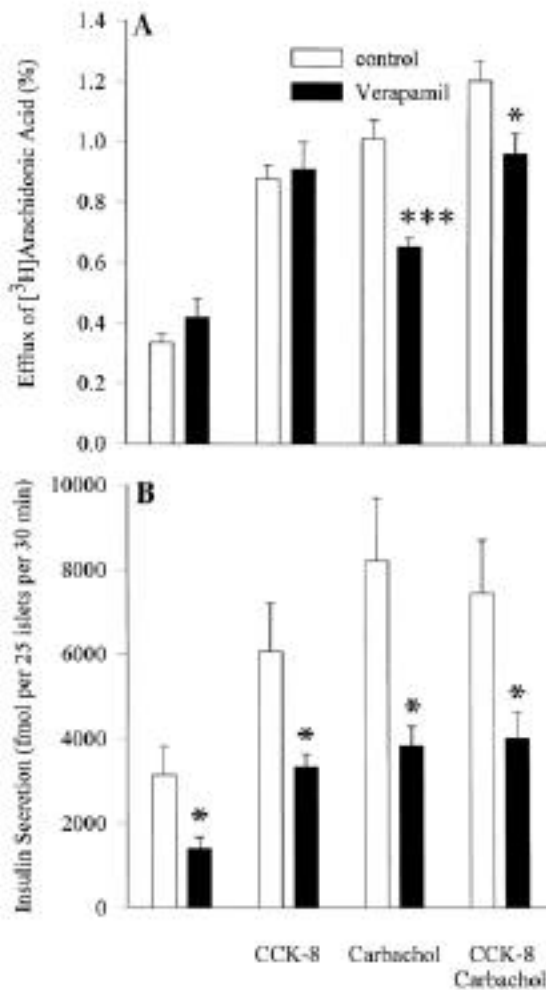 A
control
Verapamil
Efflux of [³H]Arachidonic Acid (%)
1.4
1.2
1.0
0.8
0.6
0.4
0.2
0.0
***
*
B
Insulin Secretion (fmol per 25 islets per 30 min)
10000
8000
6000
4000
2000
0
*
*
*
*
CCK-8
Carbachol
CCK-8
Carbachol